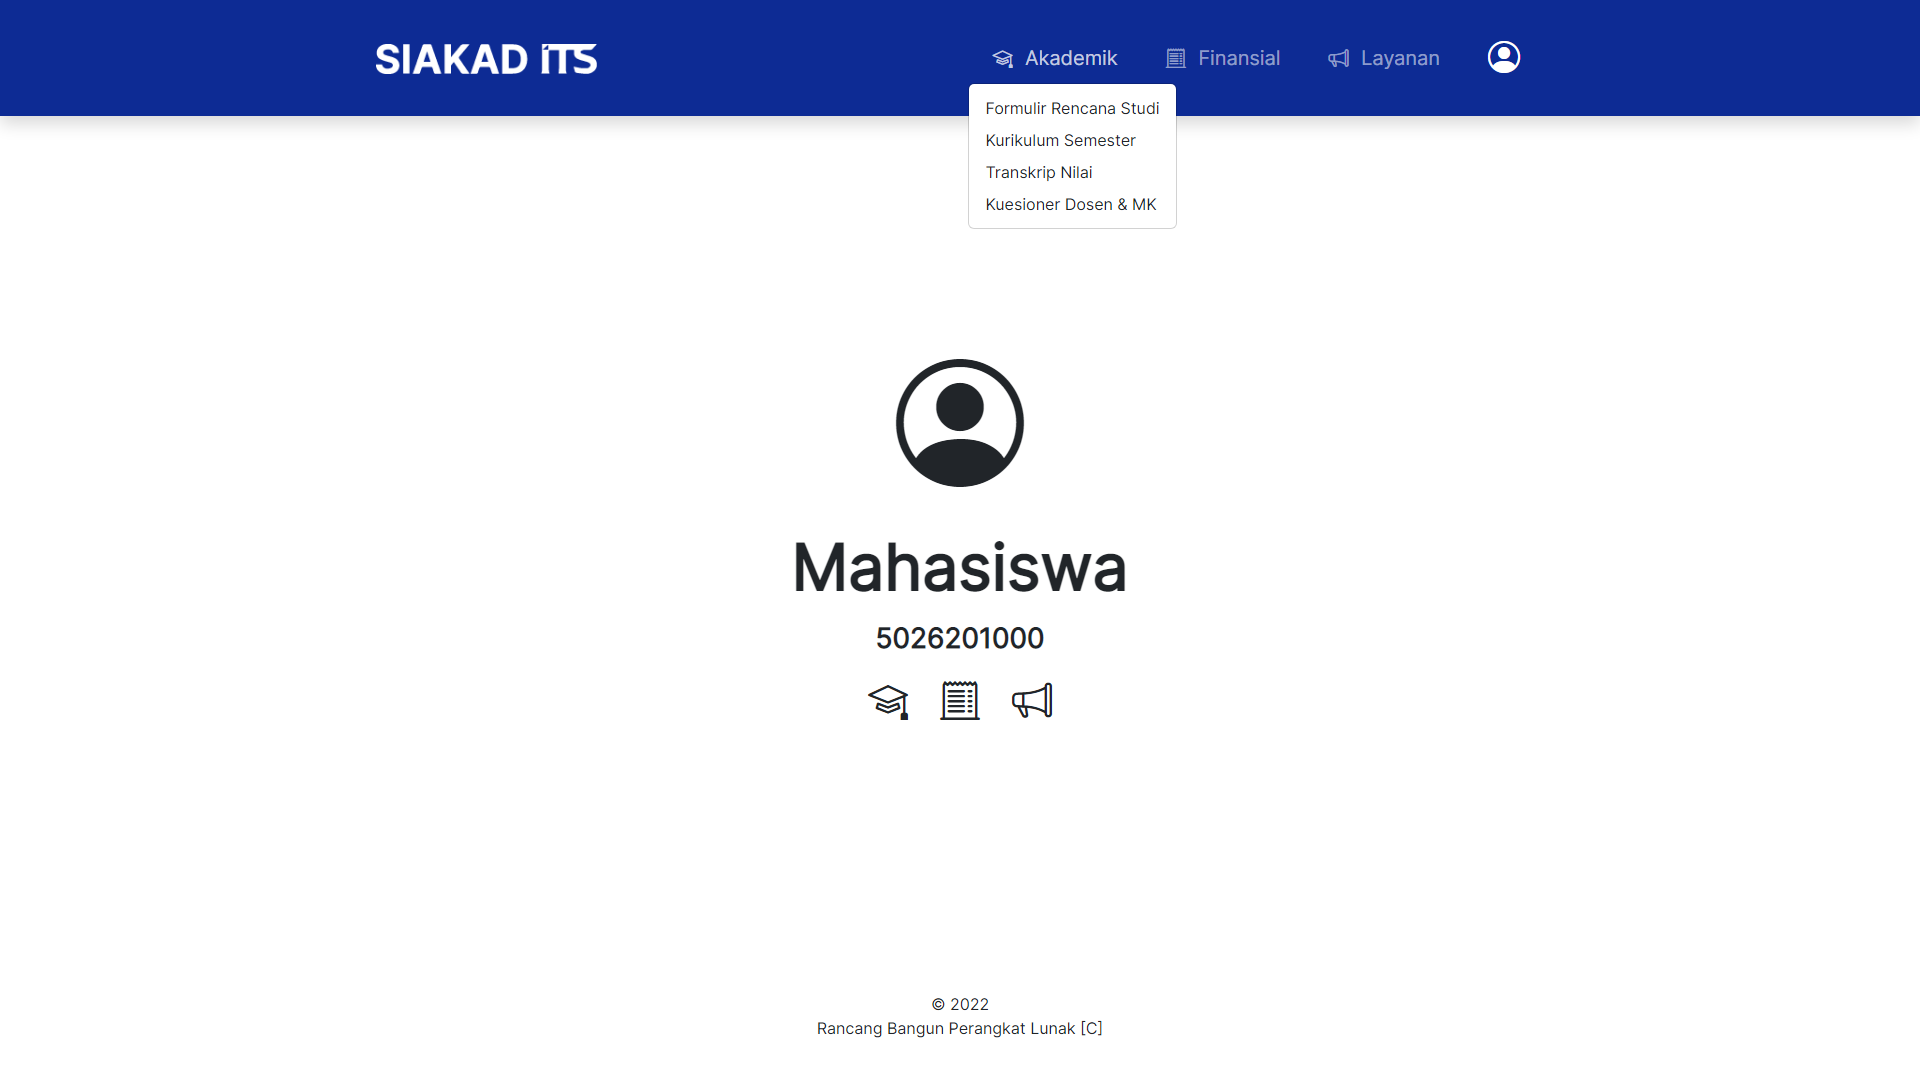 SIAKAD ITS
Akademik
Finansial
Layanan
Formulir Rencana Studi
Kurikulum Semester
Transkrip Nilai
Kuesioner Dosen & MK
Mahasiswa
5026201000
© 2022
Rancang Bangun Perangkat Lunak [C]